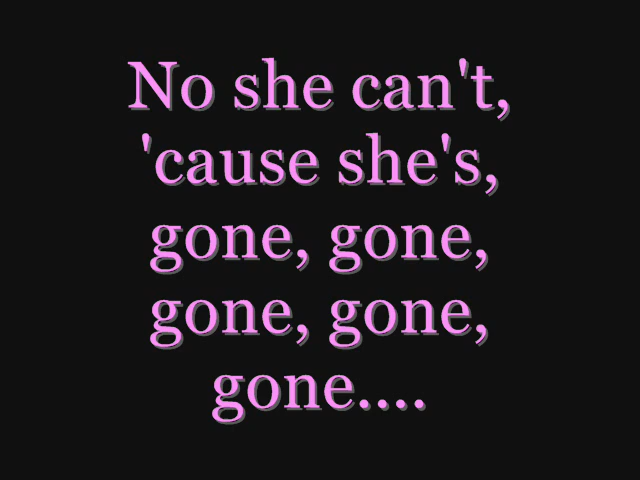 No she can't,
'cause she's,
gone, gone,
gone, gone,
gone....